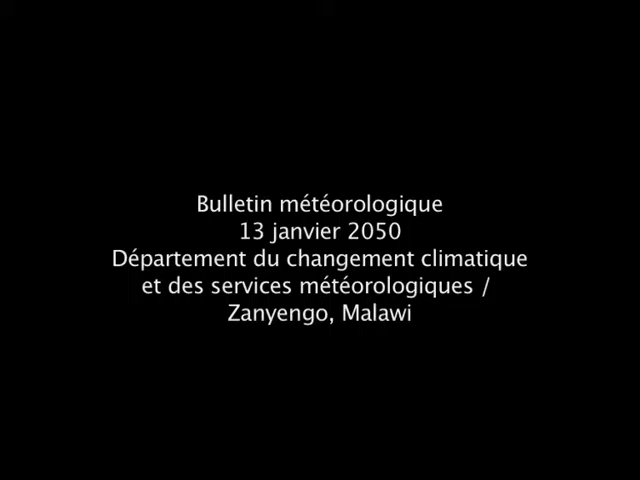 Bulletin météorologique
13 janvier 2050
Département du changement climatique
et des services météorologiques /
Zanyengo, Malawi